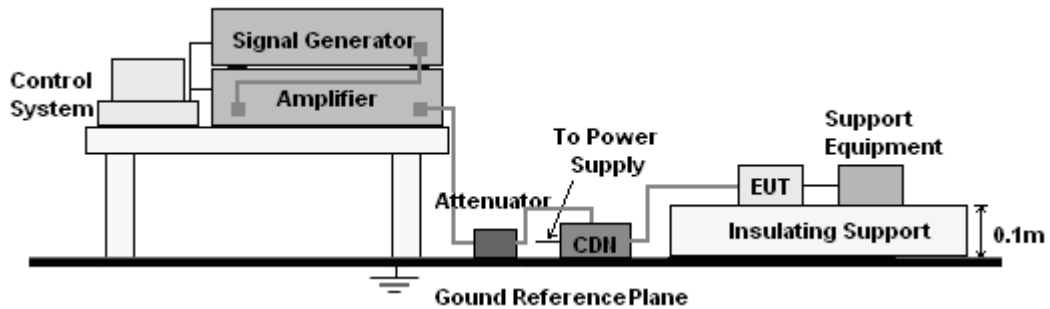 Signal Generator
Amplifier
Control
System
To Power
Supply
Attenuator
CDN
Support
Equipment
EUT
Insulating Support
0.1m
Gound Reference Plane